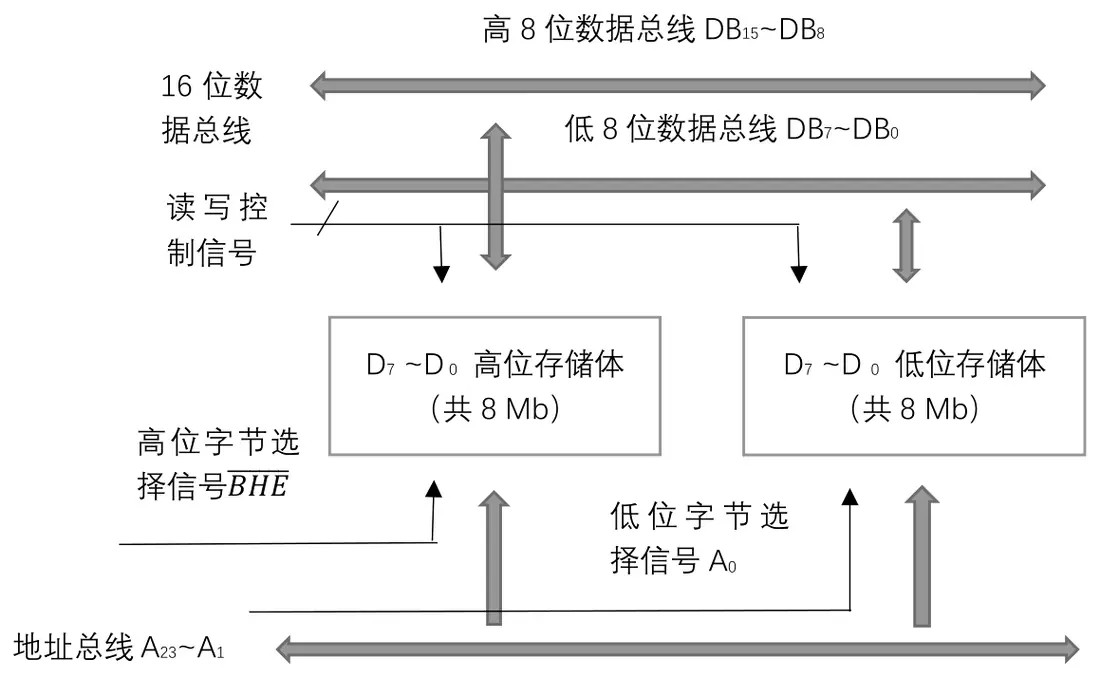 高 8 位数据总线 DB₁₅~DB₈
16 位数
据总线
低 8 位数据总线 DB₇~DB₀
读写控
制信号
D₇ ~D ₀ 高位存储体
（共 8 Mb）
D₇ ~D ₀ 低位存储体
（共 8 Mb）
高位字节选
择信号B̅H̅E̅
低位字节选
择信号 A₀
地址总线 A₂₃~A₁